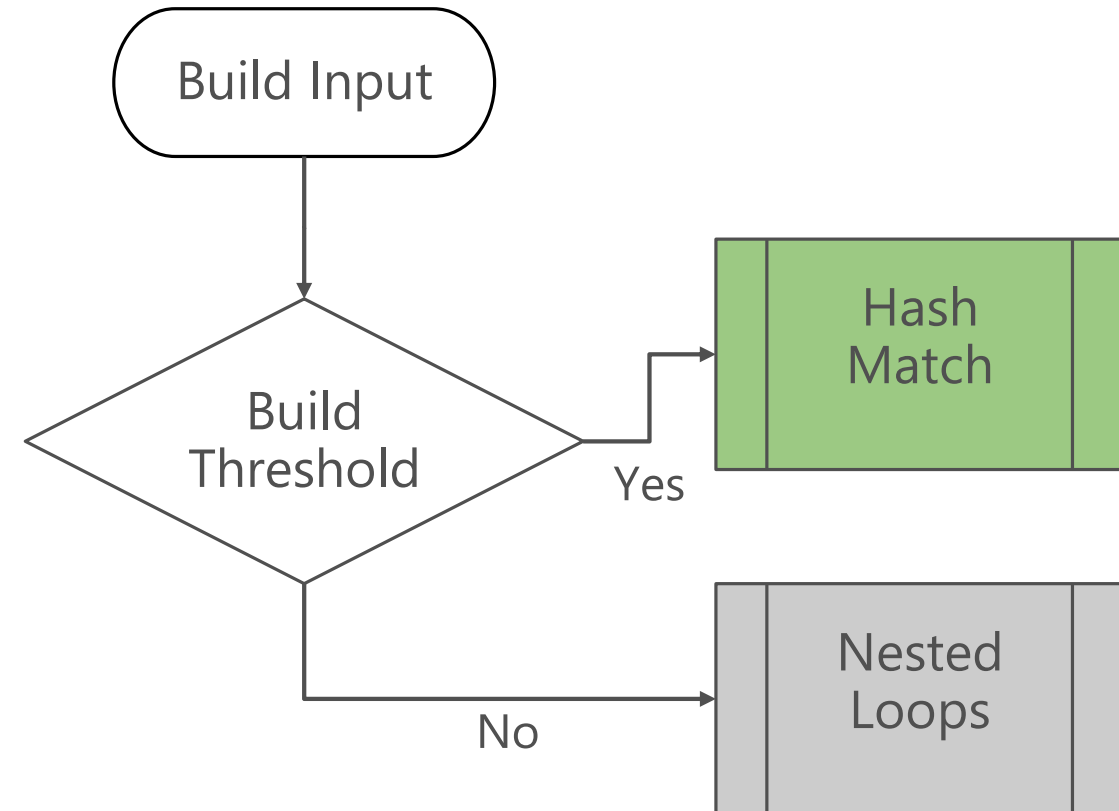 Build Input
Build
Threshold
Hash
Match
Yes
Nested
Loops
No